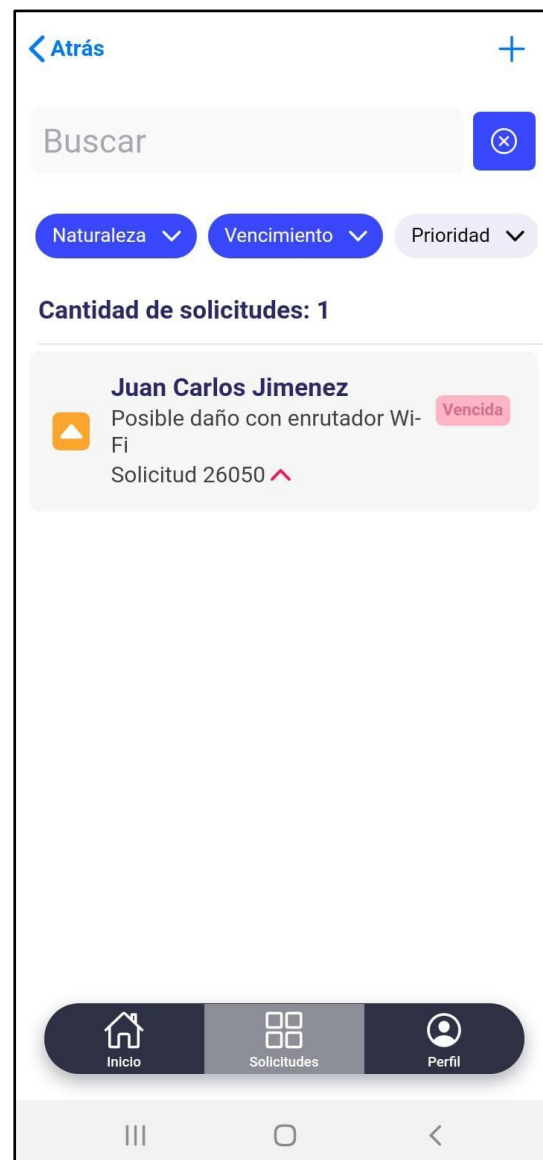 Atrás
Buscar
Naturaleza
Vencimiento
Prioridad
Cantidad de solicitudes: 1
Juan Carlos Jimenez
Posible daño con enrutador Wi-
Fi
Vencida
Solicitud 26050
Inicio
Solicitudes
Perfil